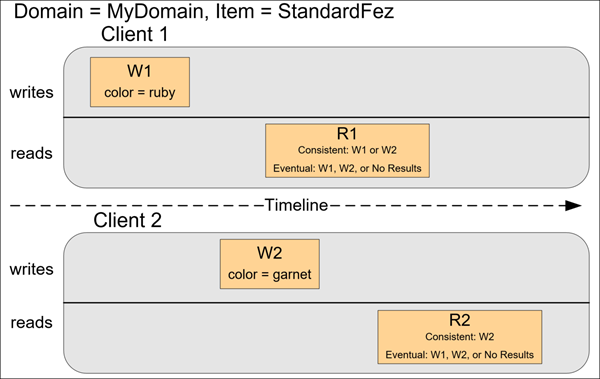 Domain = MyDomain, Item = StandardFez
Client 1
writes
W1
color = ruby
reads
R1
Consistent: W1 or W2
Eventual: W1, W2, or No Results
Timeline
Client 2
writes
W2
color = garnet
reads
R2
Consistent: W2
Eventual: W1, W2, or No Results